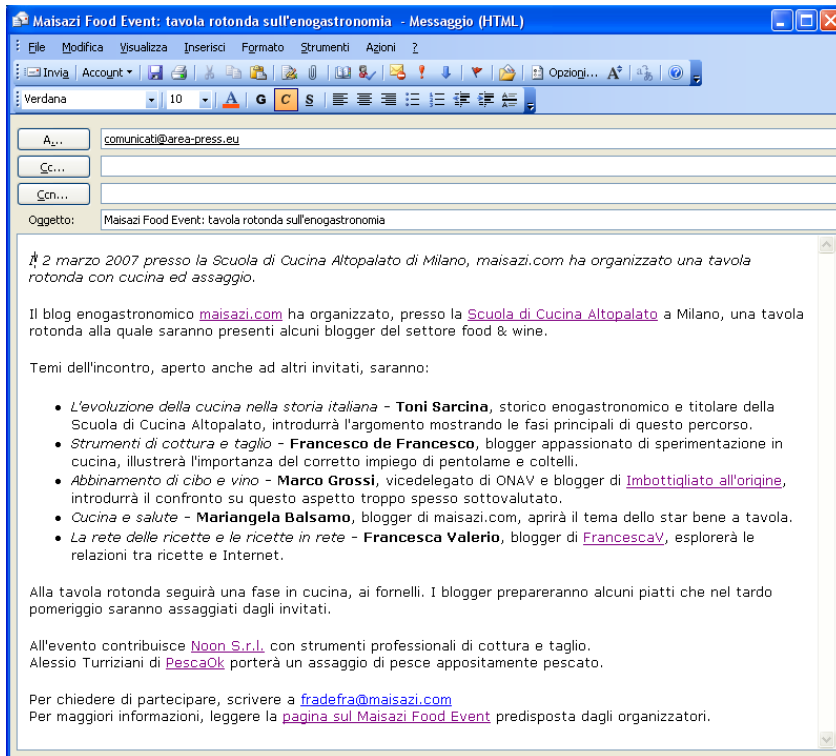 Maisazi Food Event: tavola rotonda sull'enogastronomia - Messaggio (HTML)
File Modifica Visualizza Inserisci Formato Strumenti Azioni ?
Invia Account Opzioni...
Verdana 10 A G C S
A...
comunicati@area-press.eu
Cc...
Ccn...
Oggetto: Maisazi Food Event: tavola rotonda sull'enogastronomia
Il 2 marzo 2007 presso la Scuola di Cucina Altopalato di Milano, maisazi.com ha organizzato una tavola
rotonda con cucina ed assaggio.
Il blog enogastronomico maisazi.com ha organizzato, presso la Scuola di Cucina Altopalato a Milano, una tavola
rotonda alla quale saranno presenti alcuni blogger del settore food & wine.
Temi dell'incontro, aperto anche ad altri invitati, saranno:
• L'evoluzione della cucina nella storia italiana - Toni Sarcina, storico enogastronomico e titolare della
Scuola di Cucina Altopalato, introdurrà l'argomento mostrando le fasi principali di questo percorso.
• Strumenti di cottura e taglio - Francesco de Francesco, blogger appassionato di sperimentazione in
cucina, illustrerà l'importanza del corretto impiego di pentolame e coltelli.
• Abbinamento di cibo e vino - Marco Grossi, vicedelegato di ONAV e blogger di Imbottigliato all'origine,
introdurrà il confronto su questo aspetto troppo spesso sottovalutato.
• Cucina e salute - Mariangela Balsamo, blogger di maisazi.com, aprirà il tema dello star bene a tavola.
• La rete delle ricette e le ricette in rete - Francesca Valerio, blogger di FrancescaV, esplorerà le
relazioni tra ricette e Internet.
Alla tavola rotonda seguirà una fase in cucina, ai fornelli. I blogger prepareranno alcuni piatti che nel tardo
pomeriggio saranno assaggiati dagli invitati.
All'evento contribuisce Noon S.r.l. con strumenti professionali di cottura e taglio.
Alessio Turriziani di PescaOk porterà un assaggio di pesce appositamente pescato.
Per chiedere di partecipare, scrivere a fradefra@maisazi.com
Per maggiori informazioni, leggere la pagina sul Maisazi Food Event predisposta dagli organizzatori.